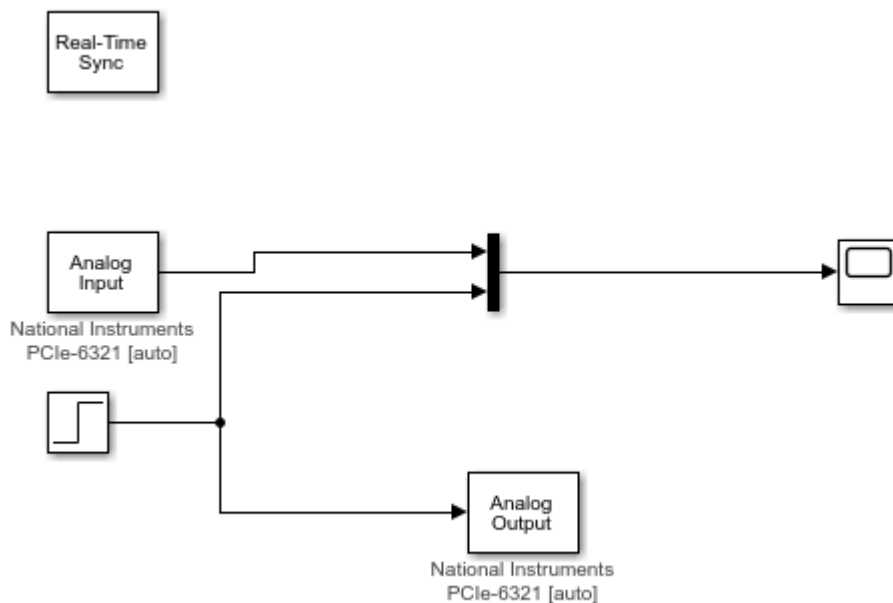 Real-Time
Sync
Analog
Input
National Instruments
PCIe-6321 [auto]
Analog
Output
National Instruments
PCIe-6321 [auto]